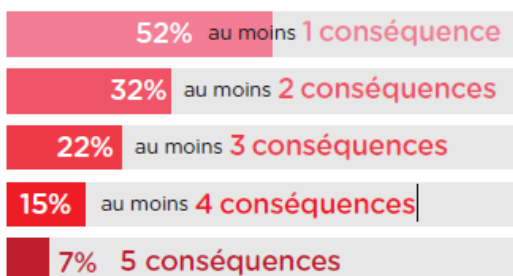 52% au moins 1 conséquence
32% au moins 2 conséquences
22% au moins 3 conséquences
15% au moins 4 conséquences
7% 5 conséquences